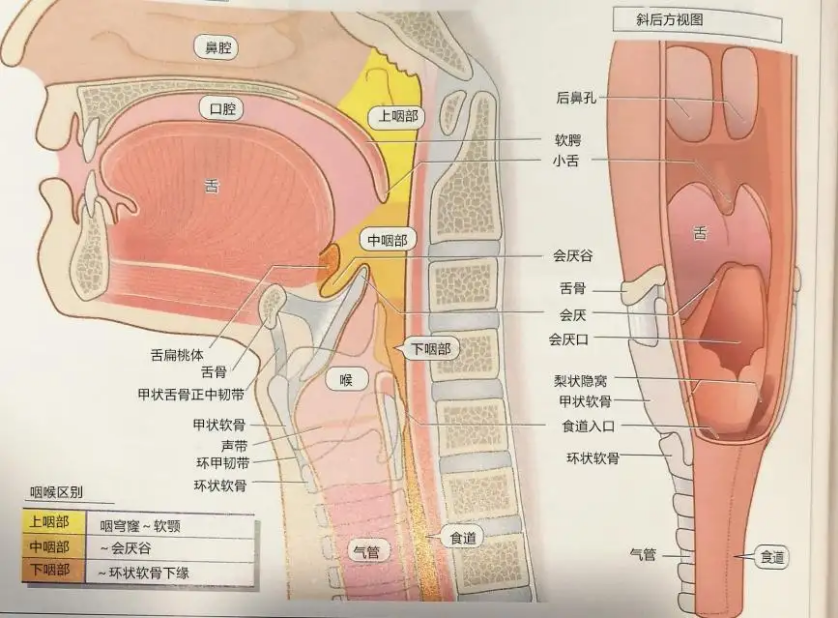 斜后方视图
鼻腔
口腔
上咽部
后鼻孔
软腭
小舌
舌
舌
中咽部
会厌谷
舌骨
会厌
会厌口
舌扁桃体
舌骨
下咽部
甲状舌骨正中韧带
喉
梨状隐窝
甲状软骨
食道入口
甲状软骨
声带
环甲韧带
环状软骨
环状软骨
咽喉区别
上咽部 咽穹窿~软颚
中咽部 ~会厌谷
下咽部 ~环状软骨下缘
气管
食道
气管
食道